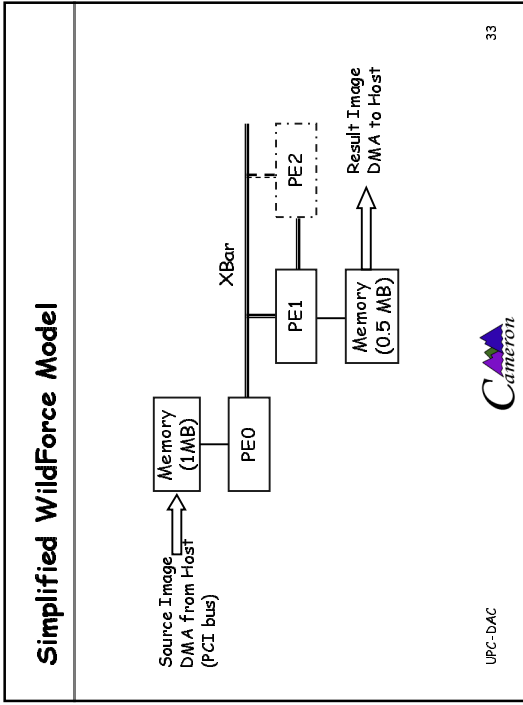 Simplified WildForce Model
Source Image
DMA from Host
(PCI bus)
Memory
(1MB)
PE0
XBar
PE1
PE2
Memory
(0.5 MB)
Result Image
DMA to Host
UPC-DAC
Cameron
33